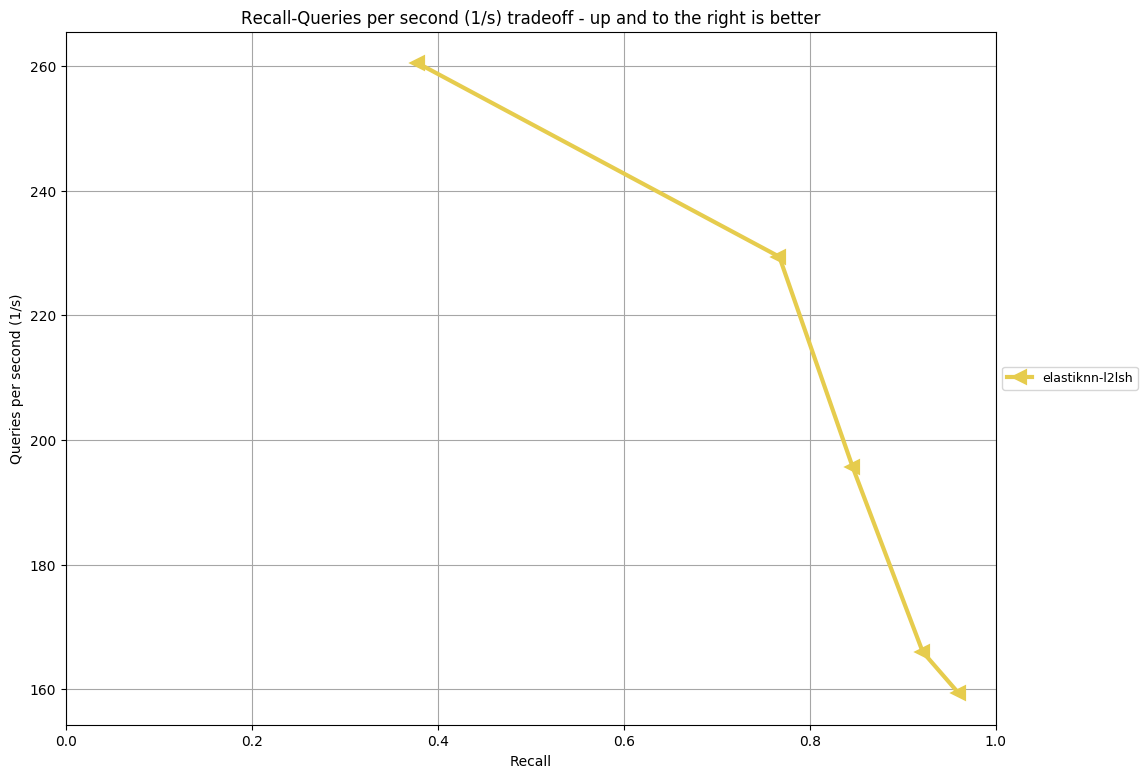 Recall-Queries per second (1/s) tradeoff - up and to the right is better
260
240
220
200
180
160
Queries per second (1/s)
0.0 0.2 0.4 0.6 0.8 1.0
Recall
elastiknn-l2lsh